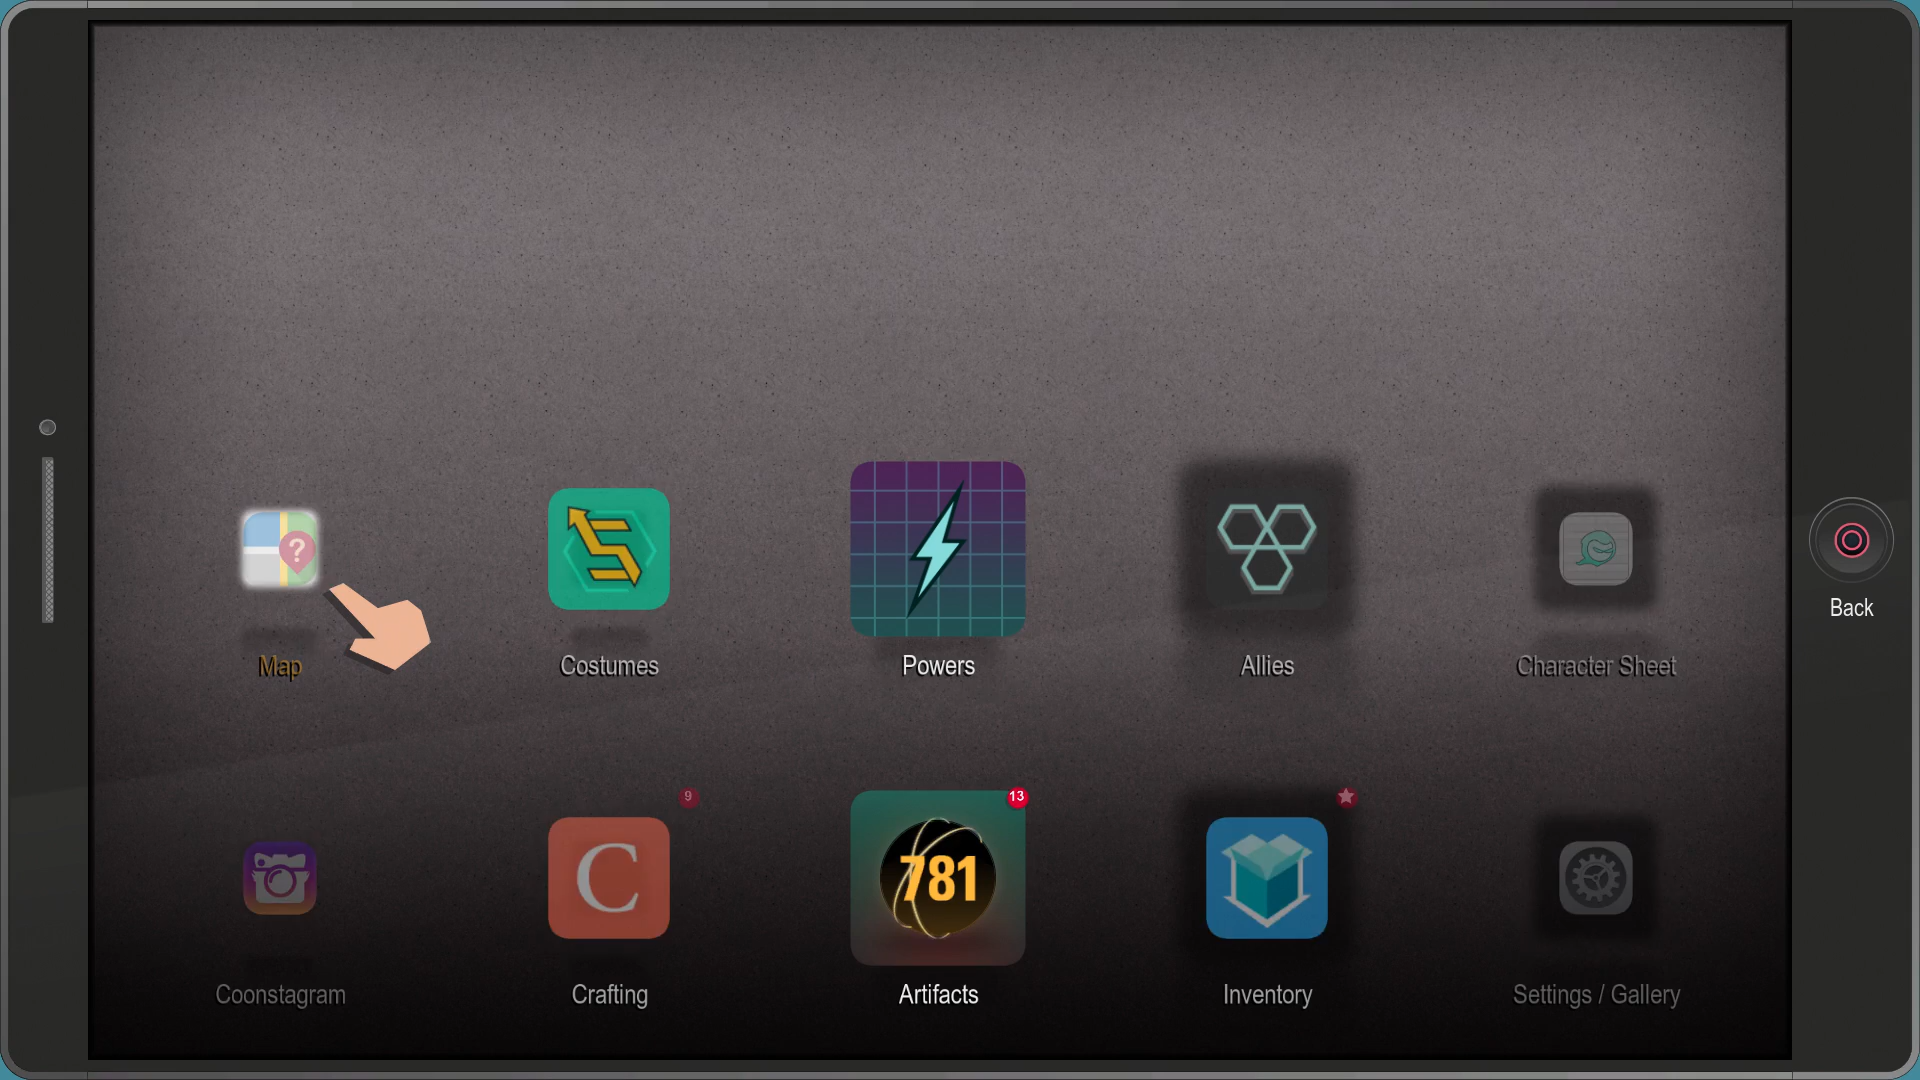 ?
Map
Costumes
Powers
Allies
Character Sheet
Back
9
13
C
781
Coonstagram
Crafting
Artifacts
Inventory
Settings / Gallery